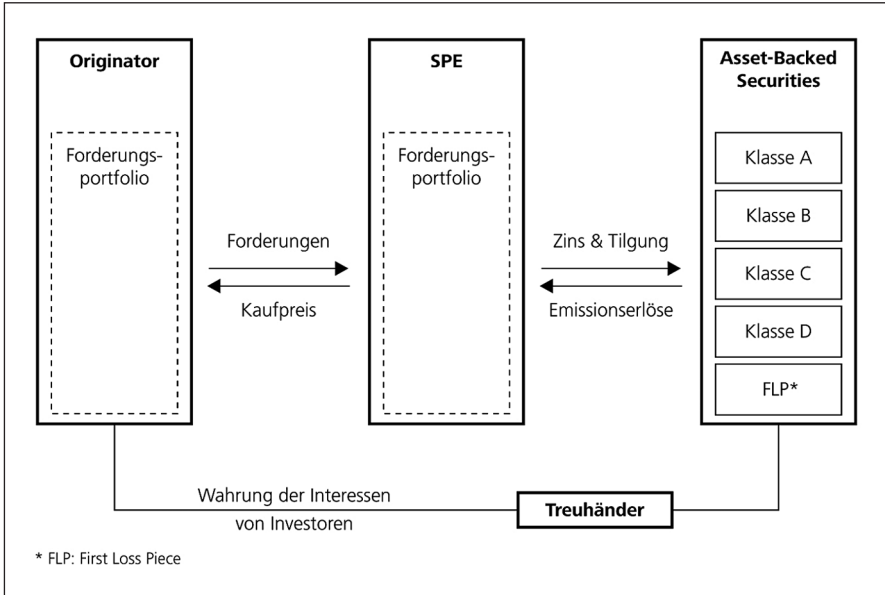 Originator
Forderungs-
portfolio
Forderungen
Kaufpreis
SPE
Forderungs-
portfolio
Zins & Tilgung
Emissionserlöse
Asset-Backed
Securities
Klasse A
Klasse B
Klasse C
Klasse D
FLP*
Wahrung der Interessen
von Investoren
Treuhänder
* FLP: First Loss Piece